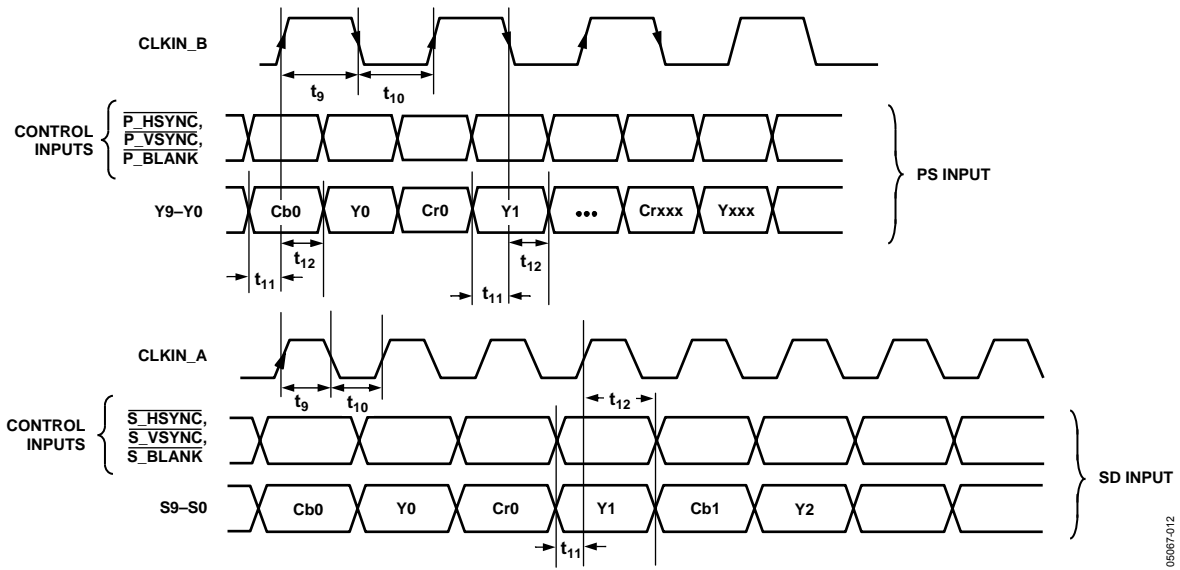 CLKIN_B
t9 t10
CONTROL INPUTS
P_HSYNC,
P_VSYNC,
P_BLANK
PS INPUT
Y9–Y0 Cb0 Y0 Cr0 Y1 ••• Crxxx Yxxx
t12 t12
t11 t11
CLKIN_A
t9 t10 t12
CONTROL INPUTS
S_HSYNC,
S_VSYNC,
S_BLANK
SD INPUT
S9–S0 Cb0 Y0 Cr0 Y1 Cb1 Y2
t11
05067-012